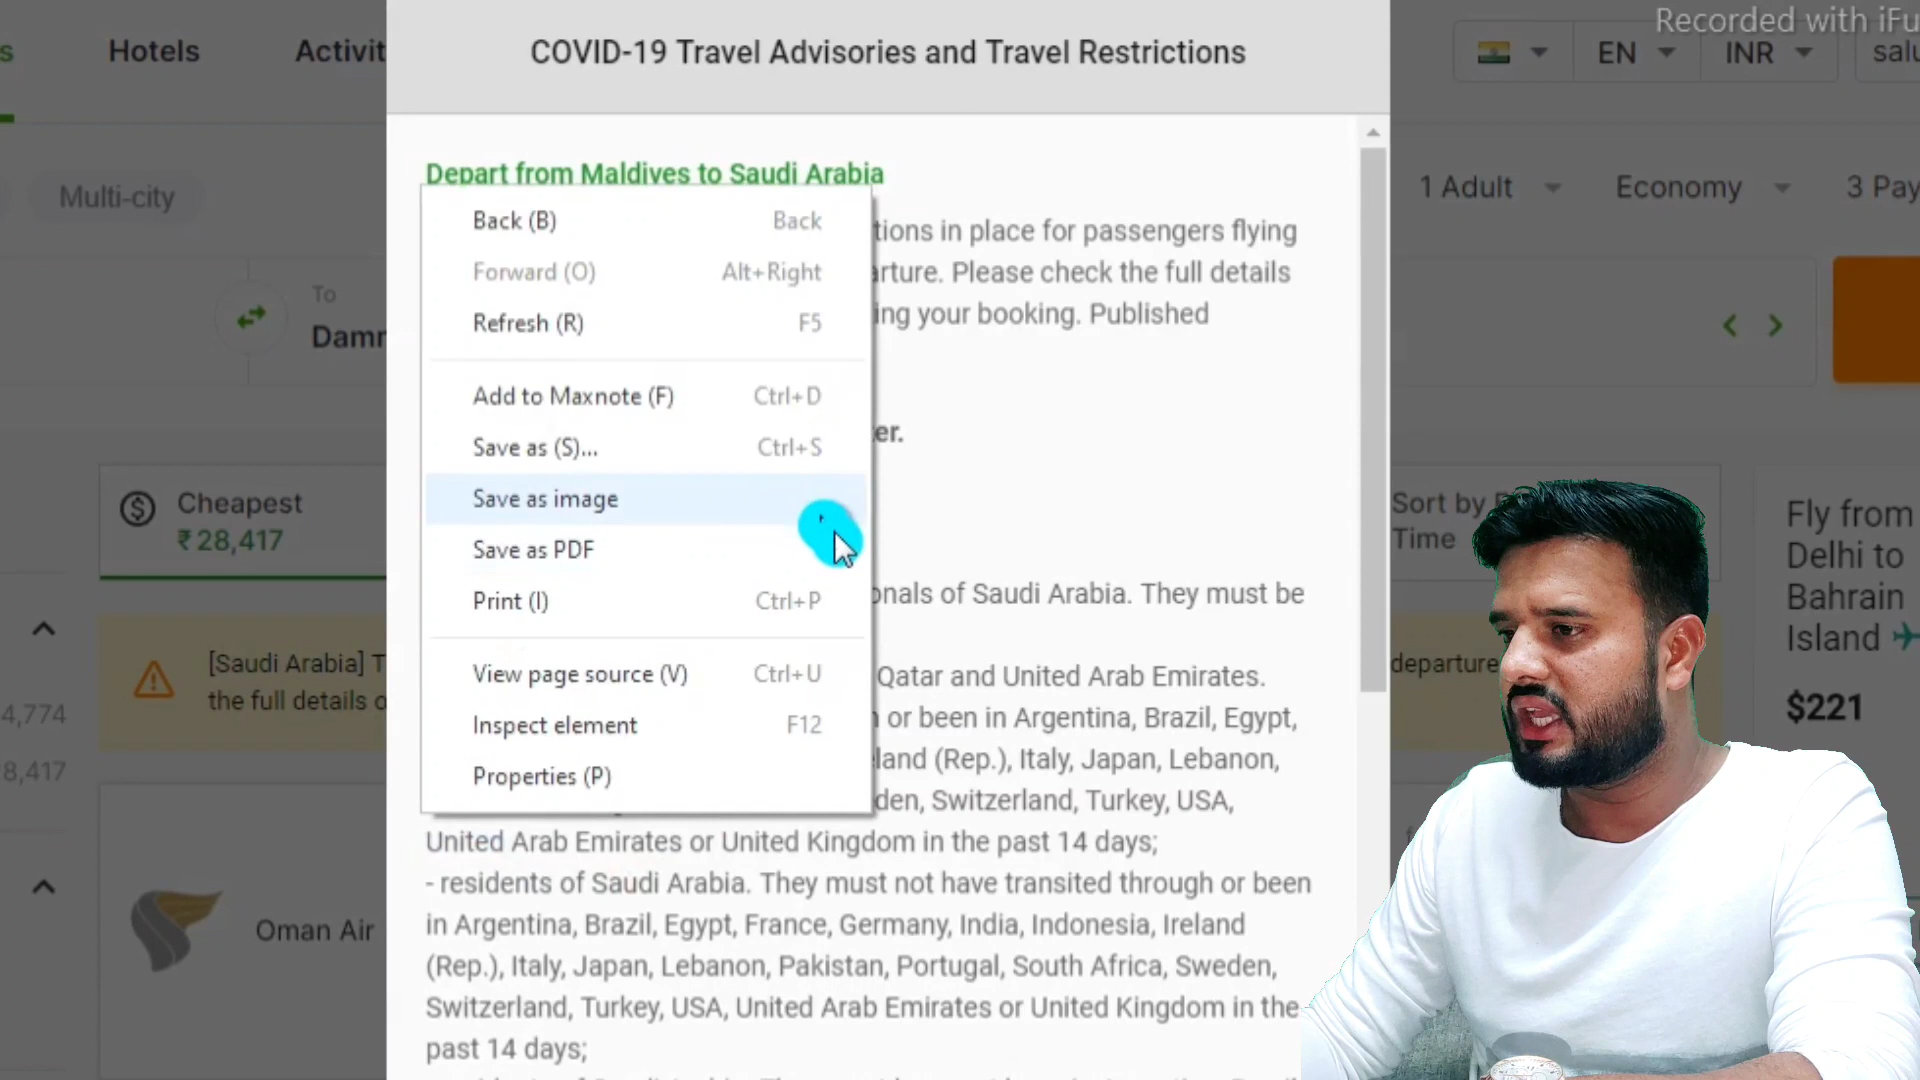 Recorded with iFu
COVID-19 Travel Advisories and Travel Restrictions
s Hotels Activit
EN INR salu
Depart from Maldives to Saudi Arabia
Multi-city
1 Adult Economy 3 Pay
tions in place for passengers flying
arture. Please check the full details
ing your booking. Published
To
Damr
er.
Back (B) Back
Forward (O) Alt+Right
Refresh (R) F5
Add to Maxnote (F) Ctrl+D
Save as (S)... Ctrl+S
Save as image
Save as PDF
Print (I) Ctrl+P
View page source (V) Ctrl+U
Inspect element F12
Properties (P)
Cheapest
₹ 28,417
Sort by
Time
Fly from
Delhi to
Bahrain
Island
$221
[Saudi Arabia] T
the full details o
departure
4,774
8,417
onals of Saudi Arabia. They must be
Qatar and United Arab Emirates.
or been in Argentina, Brazil, Egypt,
land (Rep.), Italy, Japan, Lebanon,
den, Switzerland, Turkey, USA,
United Arab Emirates or United Kingdom in the past 14 days;
- residents of Saudi Arabia. They must not have transited through or been
in Argentina, Brazil, Egypt, France, Germany, India, Indonesia, Ireland
(Rep.), Italy, Japan, Lebanon, Pakistan, Portugal, South Africa, Sweden,
Switzerland, Turkey, USA, United Arab Emirates or United Kingdom in the
past 14 days;
Oman Air